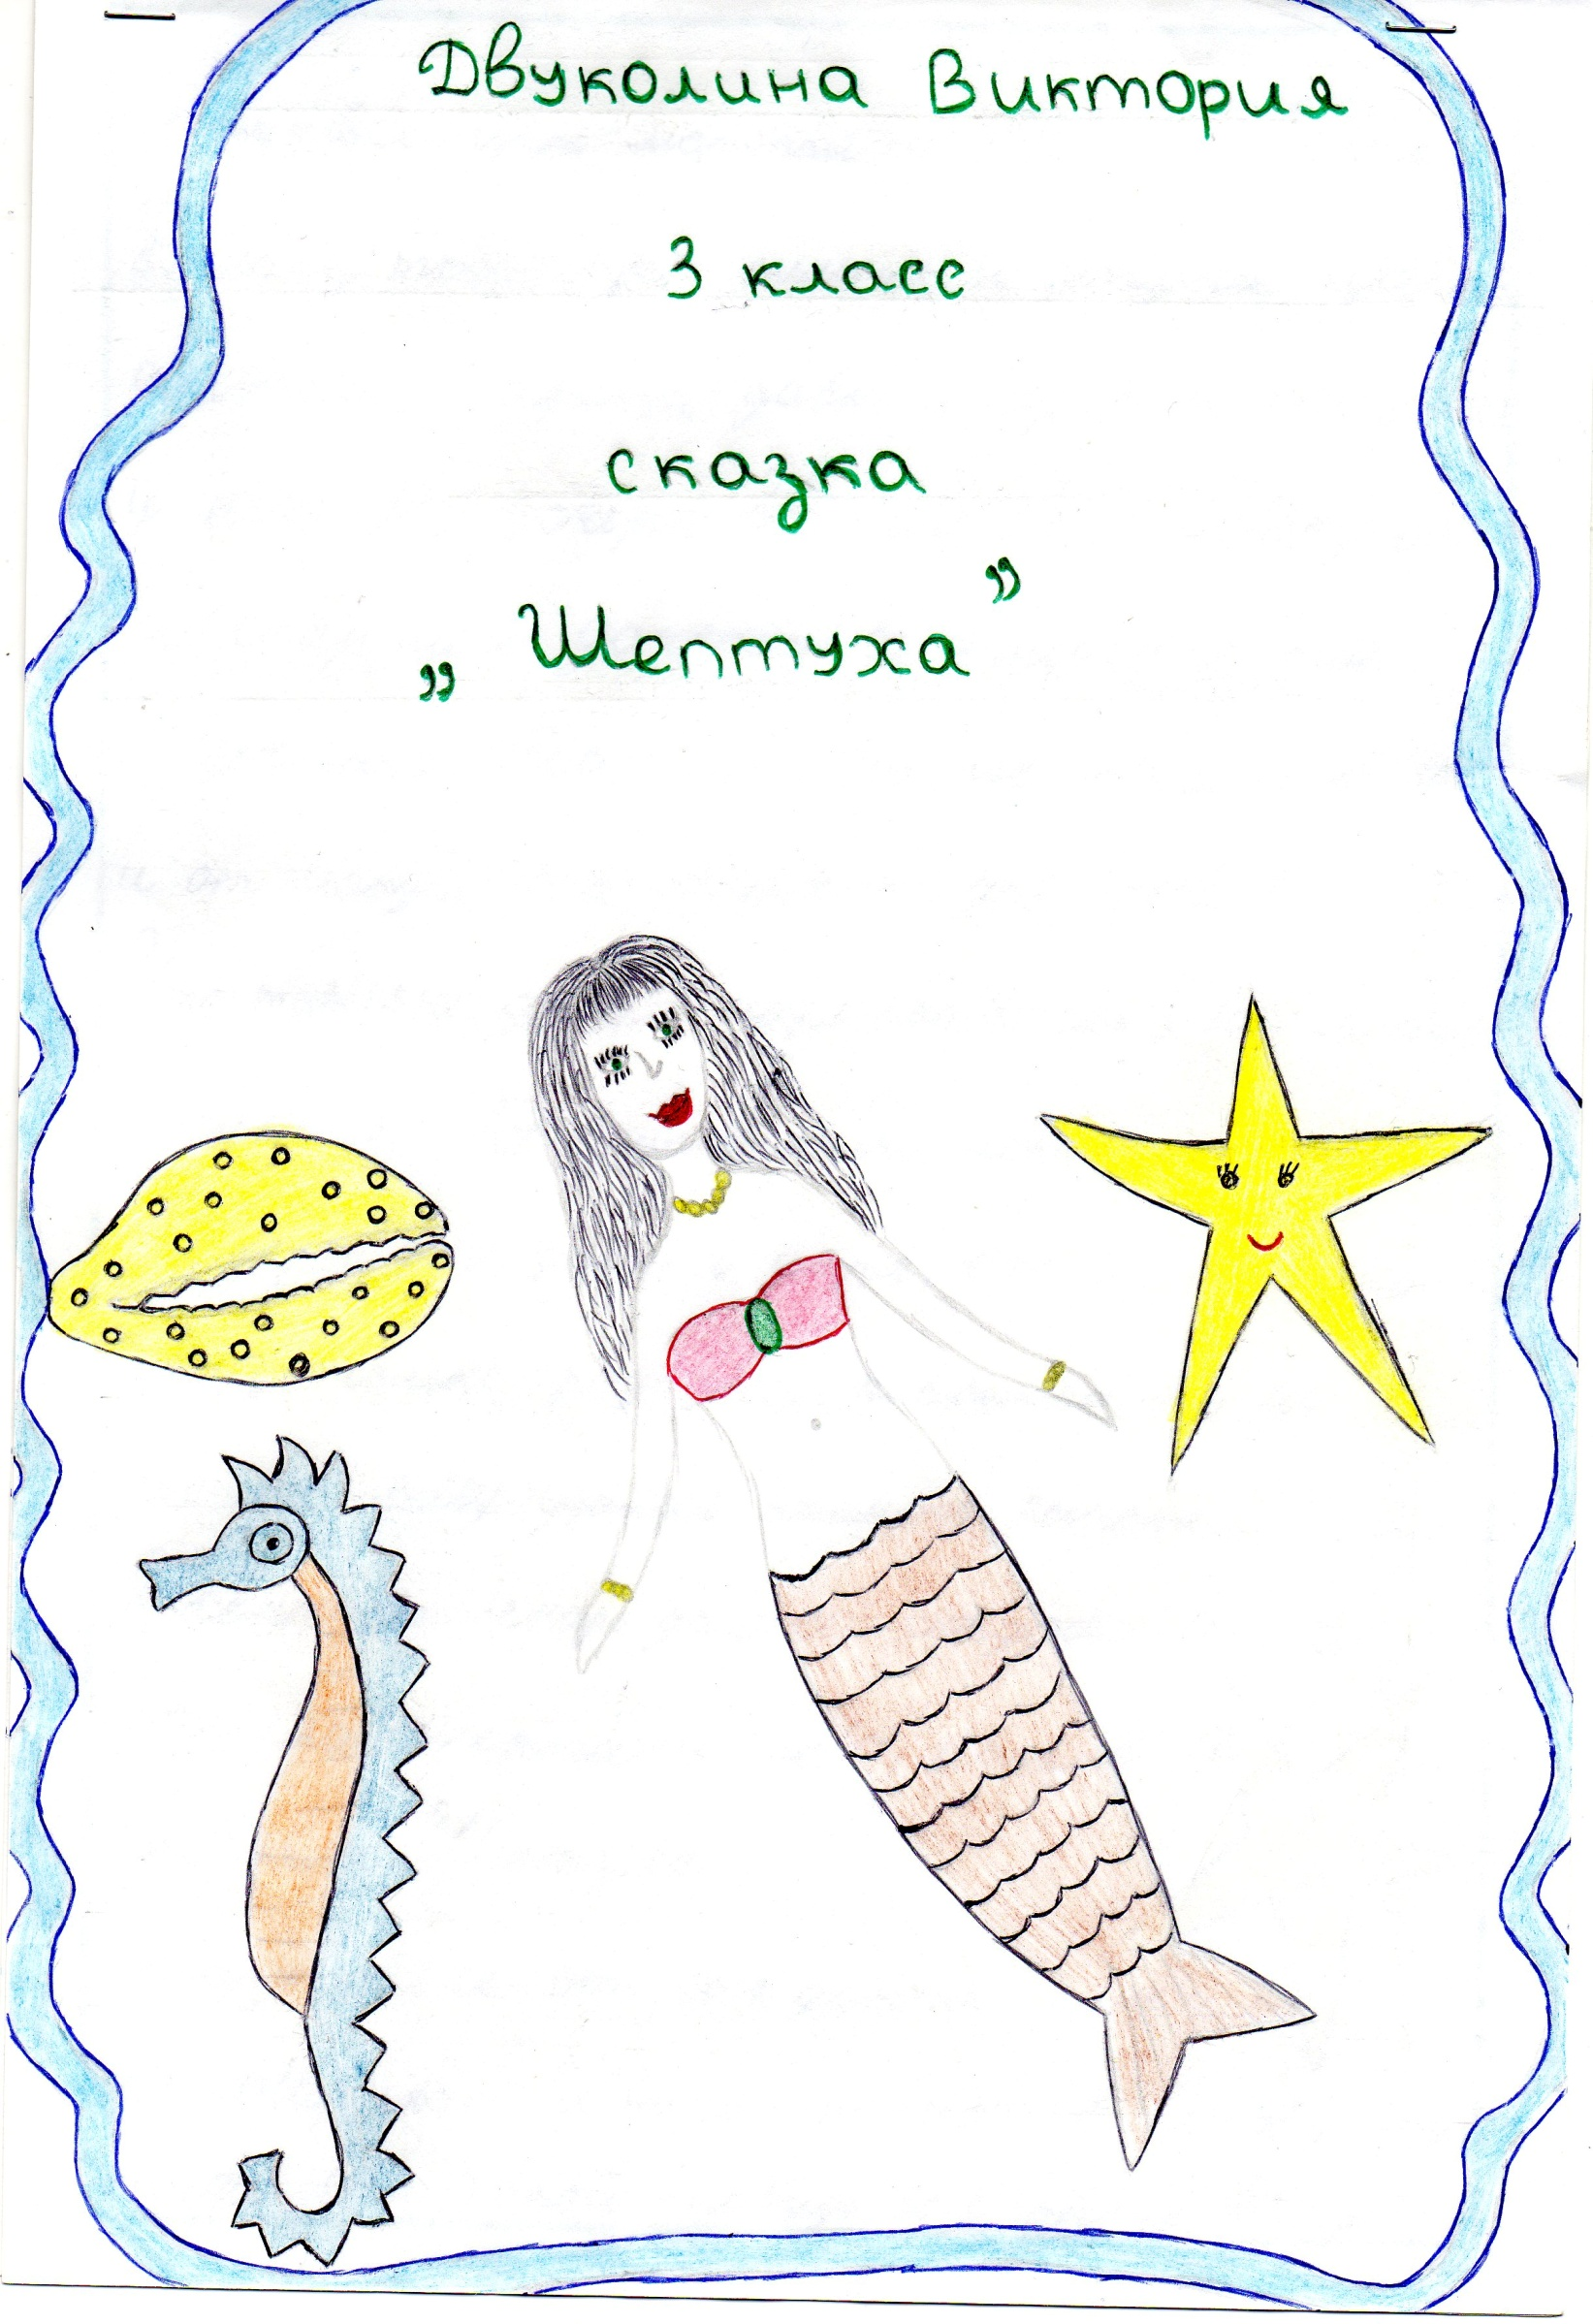 Двуколина Виктория
3 класс
сказка
„Шептуха”